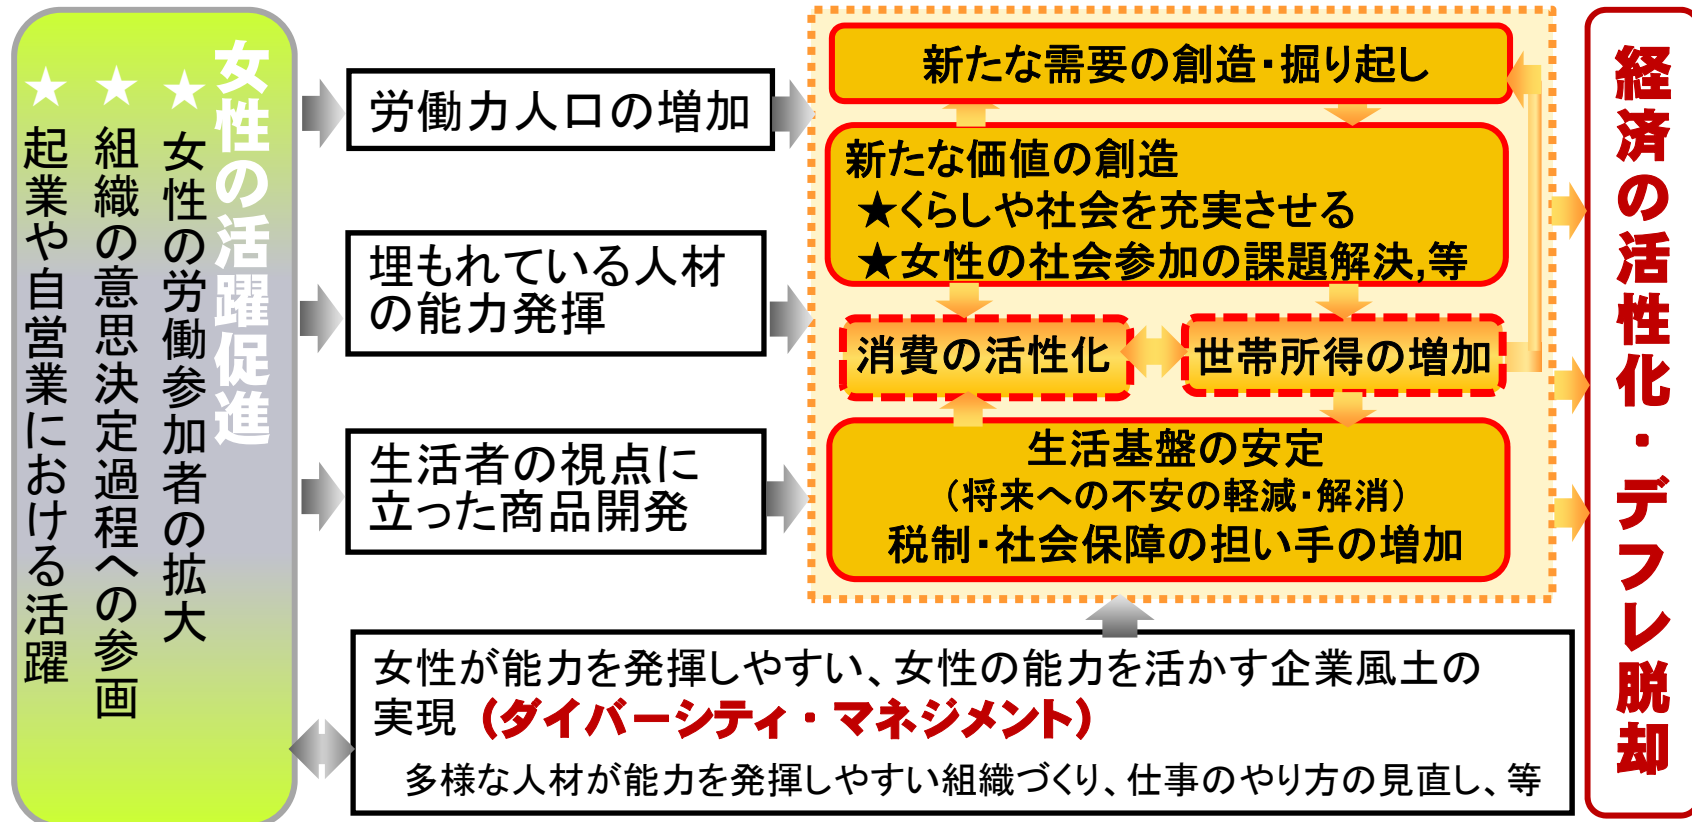 女性の活躍促進
★ 女性の労働参加者の拡大
★ 組織の意思決定過程への参画
★ 起業や自営業における活躍
労働力人口の増加
埋もれている人材
の能力発揮
生活者の視点に
立った商品開発
新たな需要の創造・掘り起し
新たな価値の創造
★くらしや社会を充実させる
★女性の社会参加の課題解決,等
消費の活性化
世帯所得の増加
生活基盤の安定
（将来への不安の軽減・解消）
税制・社会保障の担い手の増加
女性が能力を発揮しやすい、女性の能力を活かす企業風土の
実現（ダイバーシティ・マネジメント）
多様な人材が能力を発揮しやすい組織づくり、仕事のやり方の見直し、等
経済の活性化・デフレ脱却